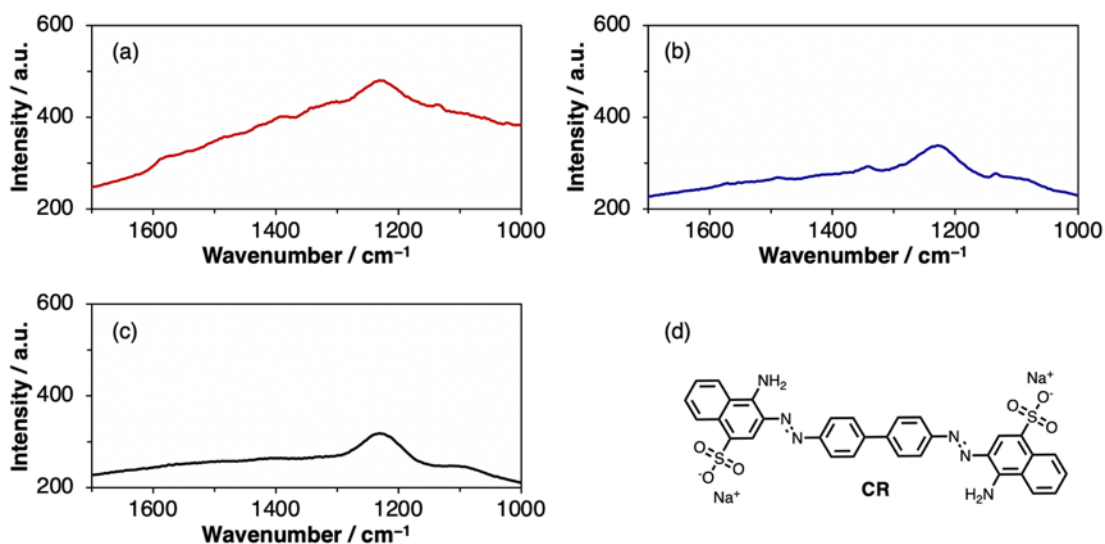 (a)
600
400
200
Intensity / a.u.
1600 1400 1200 1000
Wavenumber / cm⁻¹
(b)
600
400
200
Intensity / a.u.
1600 1400 1200 1000
Wavenumber / cm⁻¹
(c)
600
400
200
Intensity / a.u.
1600 1400 1200 1000
Wavenumber / cm⁻¹
(d)
NH₂
N
N
O
S
O
⁻O
Na⁺
CR
N
N
Na⁺
O
O⁻
S
O
H₂N